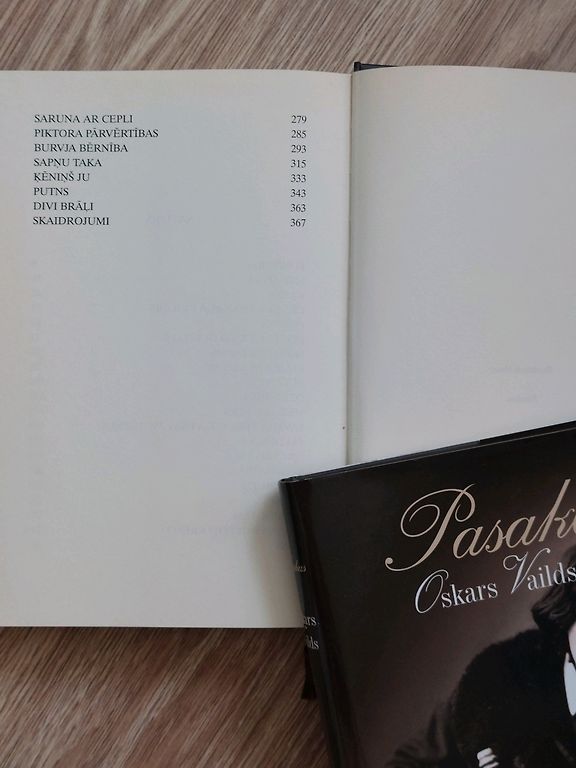 SARUNA AR CEPLI 279
PIKTORA PĀRVĒRTĪBAS 285
BURVJA BĒRNĪBA 293
SAPŅU TAKA 315
ĶĒNIŅŠ JU 333
PUTNS 343
DIVI BRĀĻI 363
SKAIDROJUMI 367
Oskars Vailds